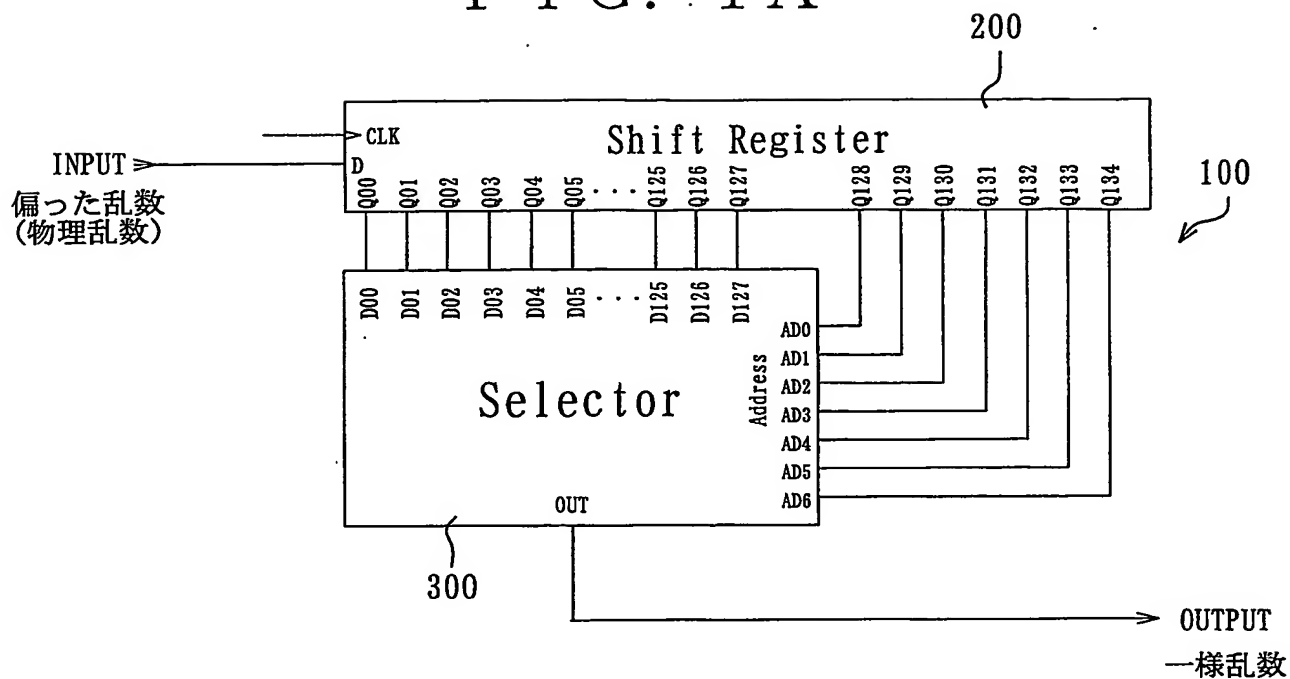 FIG. 1A
200
CLK
Shift Register
INPUT
D
偏った乱数
(物理乱数)
Q00 Q01 Q02 Q03 Q04 Q05 ··· Q125 Q126 Q127 Q128 Q129 Q130 Q131 Q132 Q133 Q134
100
D00 D01 D02 D03 D04 D05 ··· D125 D126 D127
AD0
AD1
AD2
AD3
AD4
AD5
AD6
Address
Selector
OUT
300
OUTPUT
一様乱数